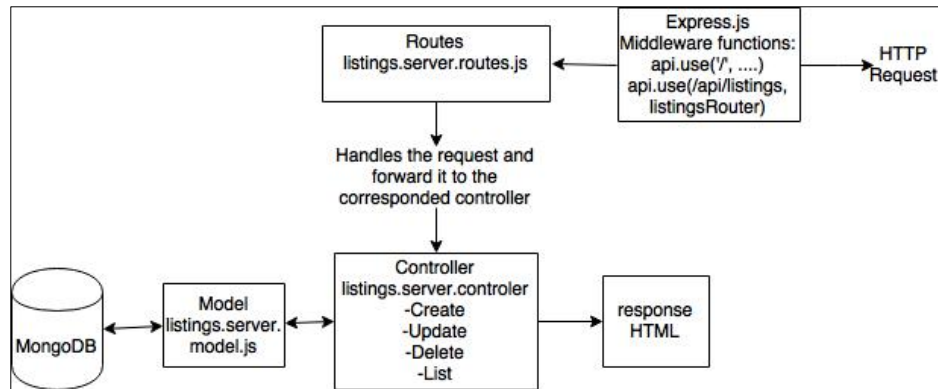 Routes
listings.server.routes.js
Express.js
Middleware functions:
api.use('/', ....)
api.use(/api/listings,
listingsRouter)
HTTP
Request
Handles the request and
forward it to the
corresponded controller
MongoDB
Model
listings.server.
model.js
Controller
listings.server.controler
-Create
-Update
-Delete
-List
response
HTML